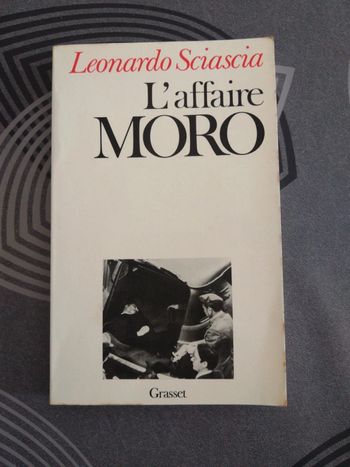 Leonardo Sciascia
L'affaire
MORO
Grasset